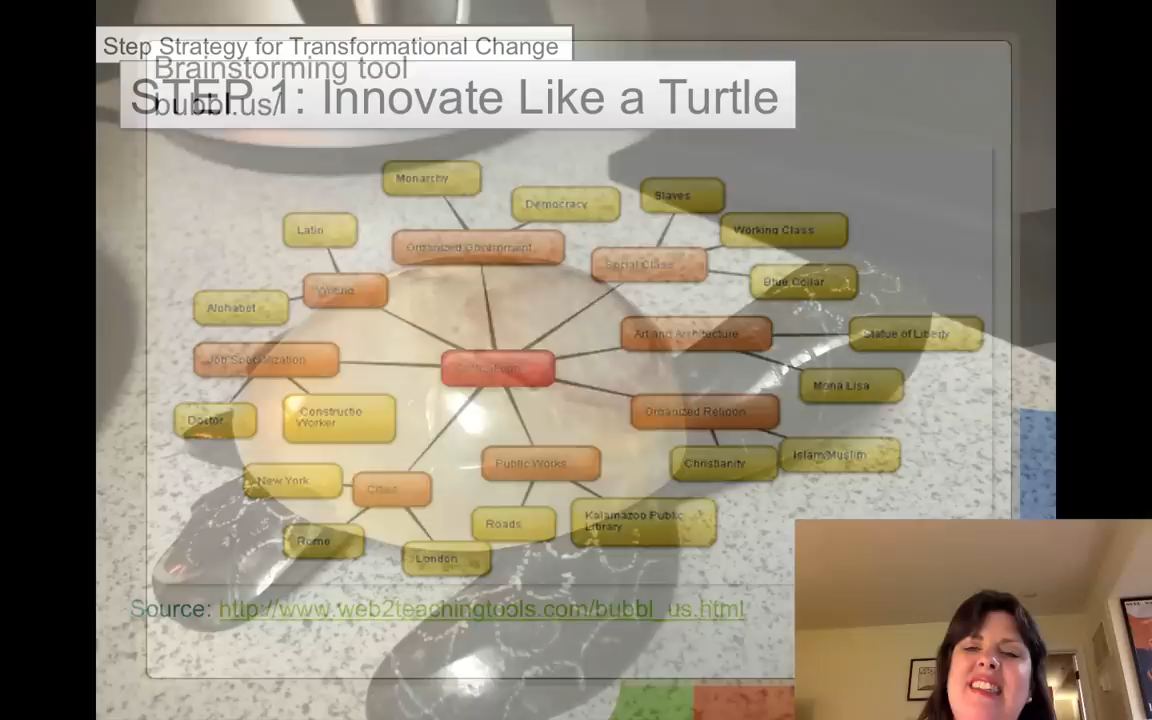 Step Strategy for Transformational Change
Brainstorming tool
STEP 1: Innovate Like a Turtle
bubbl.us/
Monarchy
Democracy
Slaves
Latin
Working Class
Organized Government
Social Class
Blue Collar
Alphabet
Art and Architecture
Statue of Liberty
Job Specialization
Mona Lisa
Doctor
Constructio
Worker
Organized Religion
Public Works
Christianity
Islam/Muslim
New York
Cities
Roads
Kalamazoo Public
Library
Rome
London
Source: http://www.web2teachingtools.com/bubbl_us.html